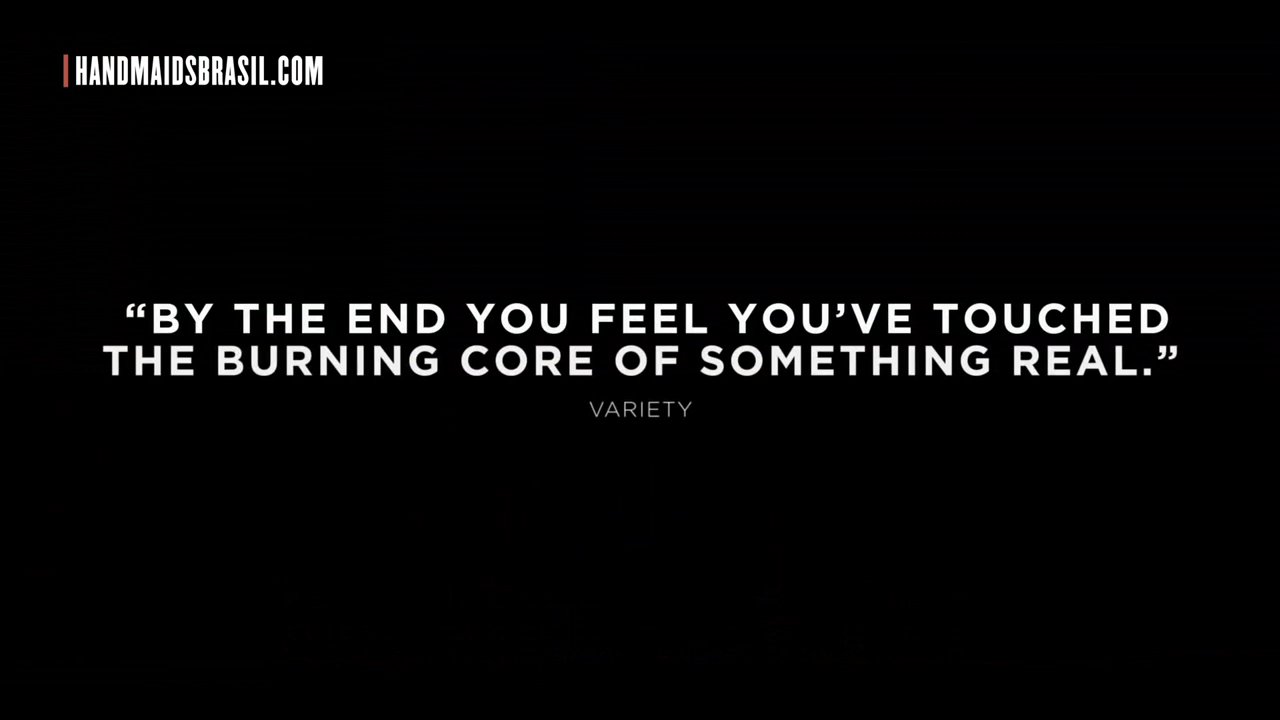 HANDMAIDSBRASIL.COM
“BY THE END YOU FEEL YOU’VE TOUCHED
THE BURNING CORE OF SOMETHING REAL.”
VARIETY